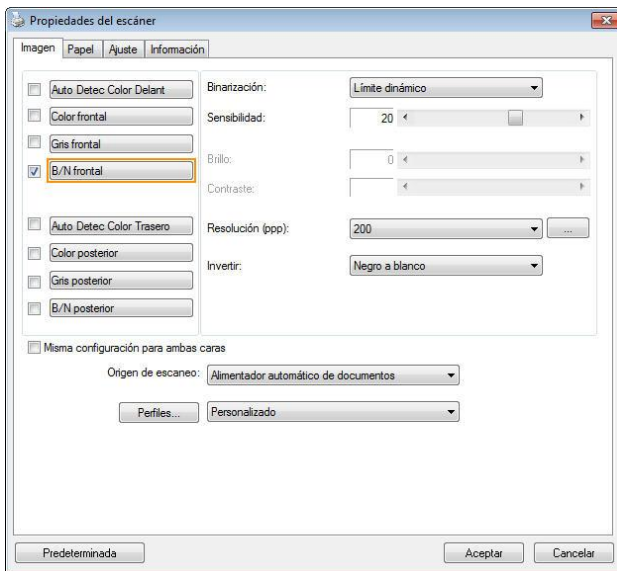 Propiedades del escáner
Imagen Papel Ajuste Información
Auto Detec Color Delant
Color frontal
Gris frontal
B/N frontal
Auto Detec Color Trasero
Color posterior
Gris posterior
B/N posterior
Binarización: Límite dinámico
Sensibilidad: 20
Brillo: 0
Contraste:
Resolución (ppp): 200 ...
Invertir: Negro a blanco
Misma configuración para ambas caras
Origen de escaneo: Alimentador automático de documentos
Perfiles... Personalizado
Predeterminada Aceptar Cancelar